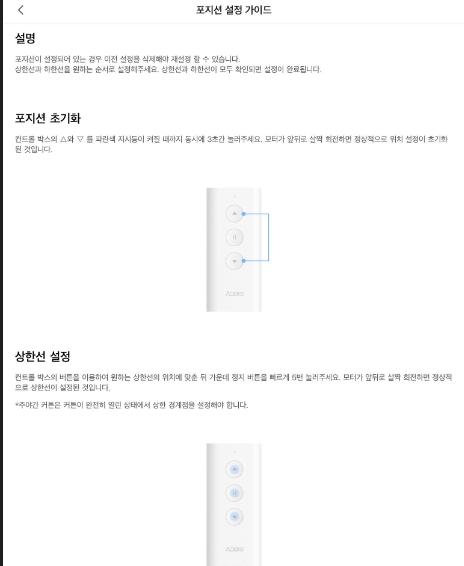 포지션 설정 가이드
설명
포지션이 설정되어 있는 경우 이전 설정을 삭제해야 재설정 할 수 있습니다.
상한선과 하한선을 원하는 순서로 설정해주세요. 상한선과 하한선이 모두 확인되면 설정이 완료됩니다.
포지션 초기화
컨트롤 박스의 △와 ▽ 를 파란색 지시등이 켜질 때까지 동시에 3초간 눌러주세요. 모터가 앞뒤로 살짝 회전하면 정상적으로 위치 설정이 초기화
된 것입니다.
상한선 설정
컨트롤 박스의 버튼을 이용하여 원하는 상한선의 위치에 맞춘 뒤 가운데 정지 버튼을 빠르게 5번 눌러주세요. 모터가 앞뒤로 살짝 회전하면 정상적
으로 상한선이 설정된 것입니다.
*주야간 커튼은 커튼이 완전히 열린 상태에서 상한 경계점을 설정해야 합니다.